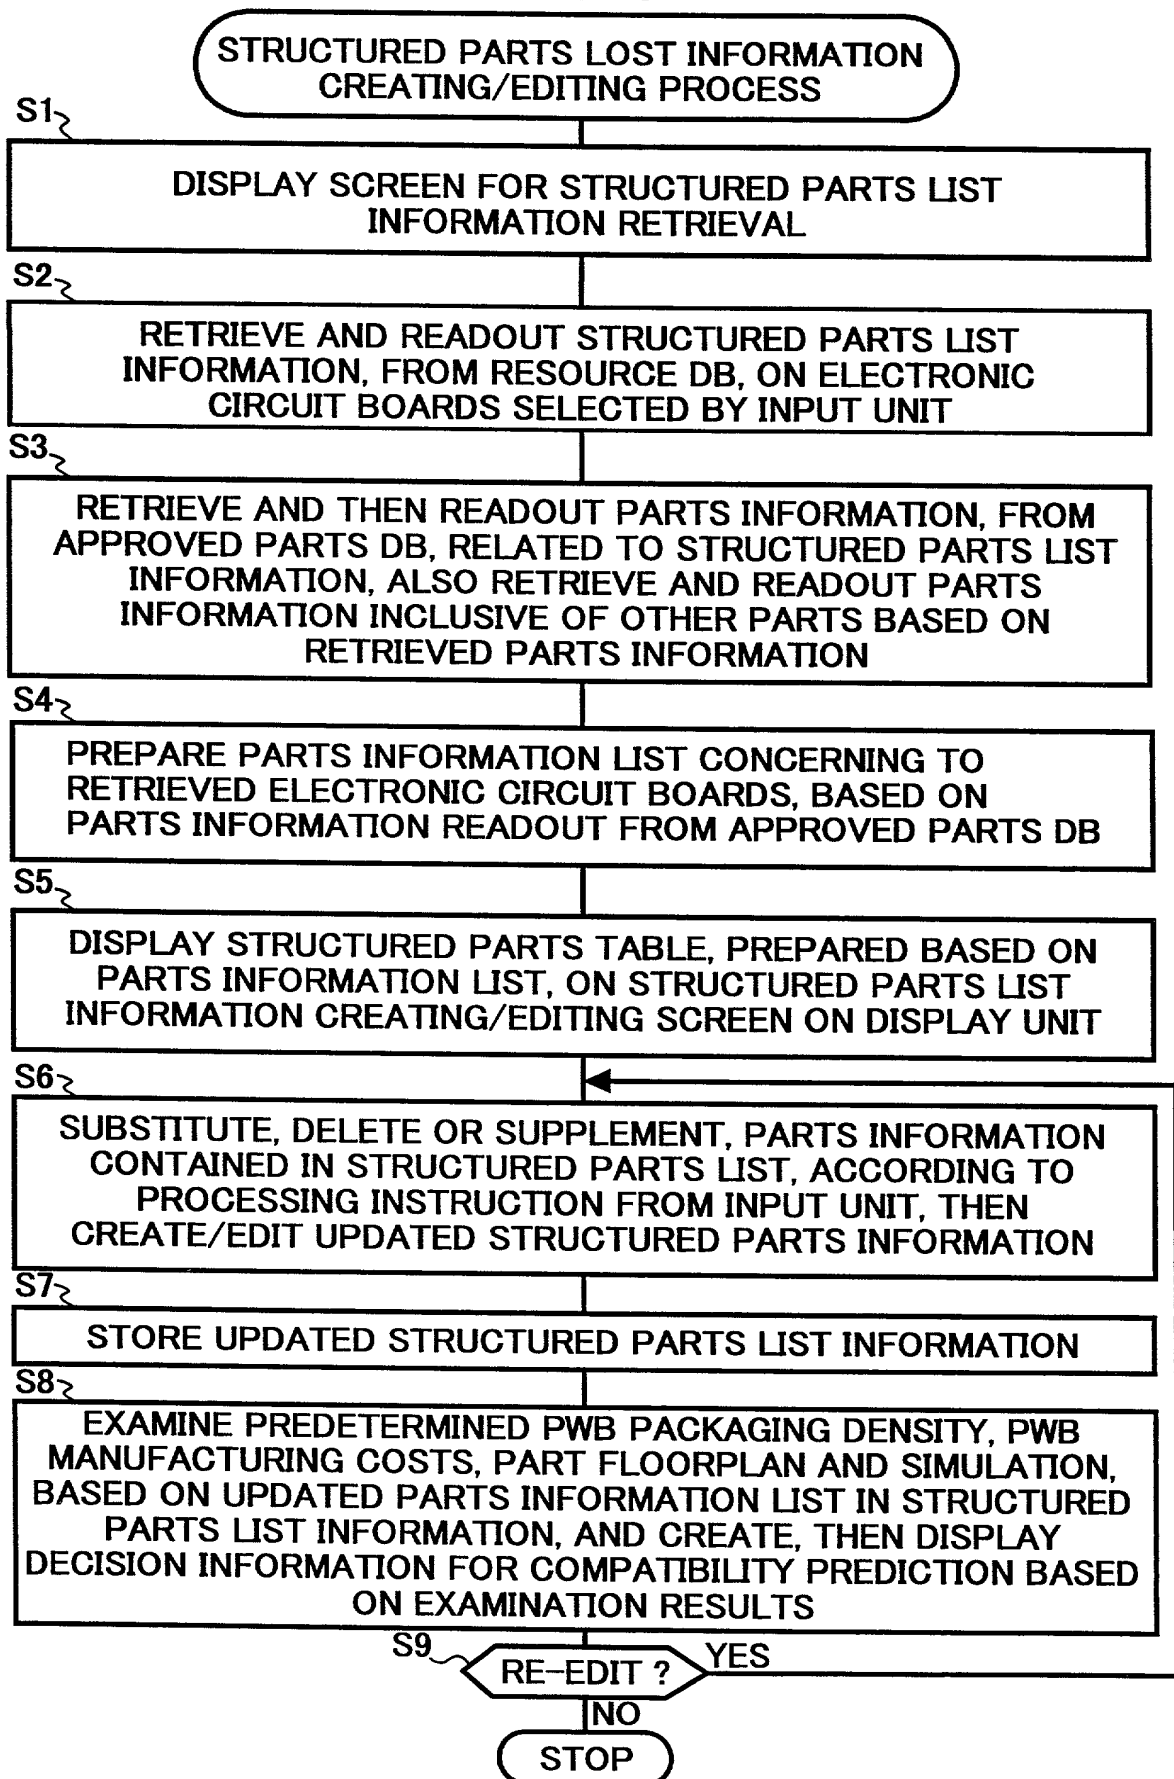 STRUCTURED PARTS LOST INFORMATION
CREATING/EDITING PROCESS
S1
DISPLAY SCREEN FOR STRUCTURED PARTS LIST
INFORMATION RETRIEVAL
S2
RETRIEVE AND READOUT STRUCTURED PARTS LIST
INFORMATION, FROM RESOURCE DB, ON ELECTRONIC
CIRCUIT BOARDS SELECTED BY INPUT UNIT
S3
RETRIEVE AND THEN READOUT PARTS INFORMATION, FROM
APPROVED PARTS DB, RELATED TO STRUCTURED PARTS LIST
INFORMATION, ALSO RETRIEVE AND READOUT PARTS
INFORMATION INCLUSIVE OF OTHER PARTS BASED ON
RETRIEVED PARTS INFORMATION
S4
PREPARE PARTS INFORMATION LIST CONCERNING TO
RETRIEVED ELECTRONIC CIRCUIT BOARDS, BASED ON
PARTS INFORMATION READOUT FROM APPROVED PARTS DB
S5
DISPLAY STRUCTURED PARTS TABLE, PREPARED BASED ON
PARTS INFORMATION LIST, ON STRUCTURED PARTS LIST
INFORMATION CREATING/EDITING SCREEN ON DISPLAY UNIT
S6
SUBSTITUTE, DELETE OR SUPPLEMENT, PARTS INFORMATION
CONTAINED IN STRUCTURED PARTS LIST, ACCORDING TO
PROCESSING INSTRUCTION FROM INPUT UNIT, THEN
CREATE/EDIT UPDATED STRUCTURED PARTS INFORMATION
S7
STORE UPDATED STRUCTURED PARTS LIST INFORMATION
S8
EXAMINE PREDETERMINED PWB PACKAGING DENSITY, PWB
MANUFACTURING COSTS, PART FLOORPLAN AND SIMULATION,
BASED ON UPDATED PARTS INFORMATION LIST IN STRUCTURED
PARTS LIST INFORMATION, AND CREATE, THEN DISPLAY
DECISION INFORMATION FOR COMPATIBILITY PREDICTION BASED
ON EXAMINATION RESULTS
S9
RE-EDIT ?
YES
NO
STOP